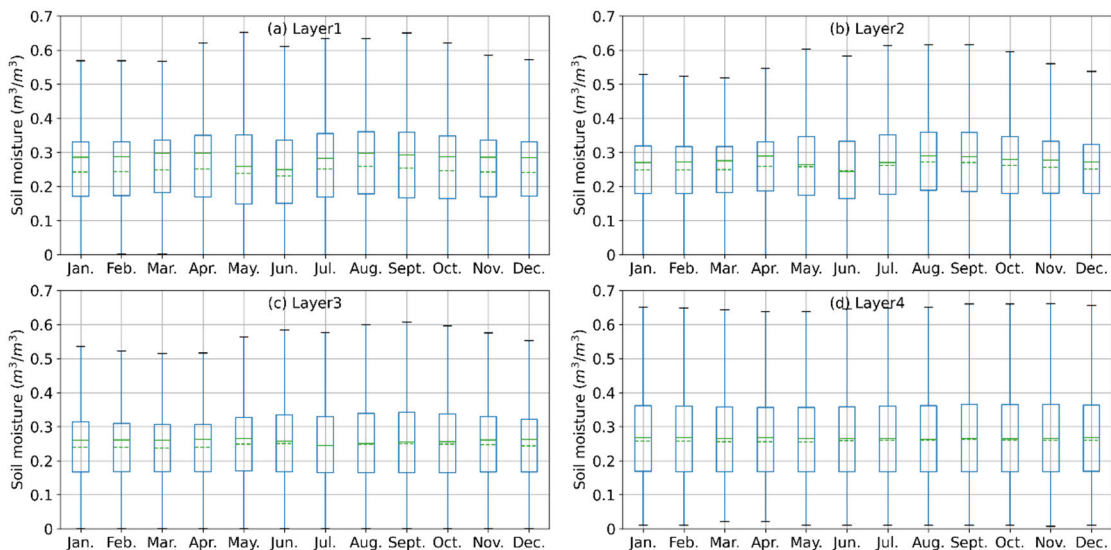 (a) Layer1
Soil moisture (m³/m³)
0.7
0.6
0.5
0.4
0.3
0.2
0.1
0
Jan. Feb. Mar. Apr. May. Jun. Jul. Aug. Sept. Oct. Nov. Dec.
(b) Layer2
Soil moisture (m³/m³)
0.7
0.6
0.5
0.4
0.3
0.2
0.1
0
Jan. Feb. Mar. Apr. May. Jun. Jul. Aug. Sept. Oct. Nov. Dec.
(c) Layer3
Soil moisture (m³/m³)
0.7
0.6
0.5
0.4
0.3
0.2
0.1
0
Jan. Feb. Mar. Apr. May. Jun. Jul. Aug. Sept. Oct. Nov. Dec.
(d) Layer4
Soil moisture (m³/m³)
0.7
0.6
0.5
0.4
0.3
0.2
0.1
0
Jan. Feb. Mar. Apr. May. Jun. Jul. Aug. Sept. Oct. Nov. Dec.